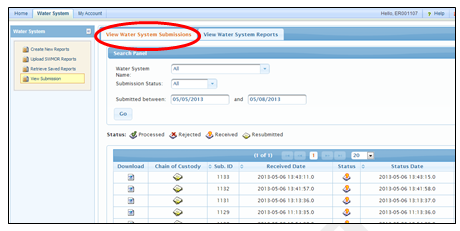 Home Water System My Account Hello, ER001107 Help
Water System
View Water System Submissions View Water System Reports
Create New Reports
Upload SWMOR Reports
Retrieve Saved Reports
View Submission
Search Panel
Water System Name: All
Submission Status: All
Submitted between: 05/05/2013 and 05/08/2013
Go
Status: Processed Rejected Received Resubmitted
(1 of 1) 1 20
Download Chain of Custody Sub. ID Received Date Status Status Date
1133 2013-05-06 13:43:11.0 2013-05-06 13:43:15.0
1132 2013-05-06 13:41:57.0 2013-05-06 13:41:58.0
1131 2013-05-06 13:13:36.0 2013-05-06 13:13:37.0
1129 2013-05-06 11:13:35.0 2013-05-06 11:13:36.0